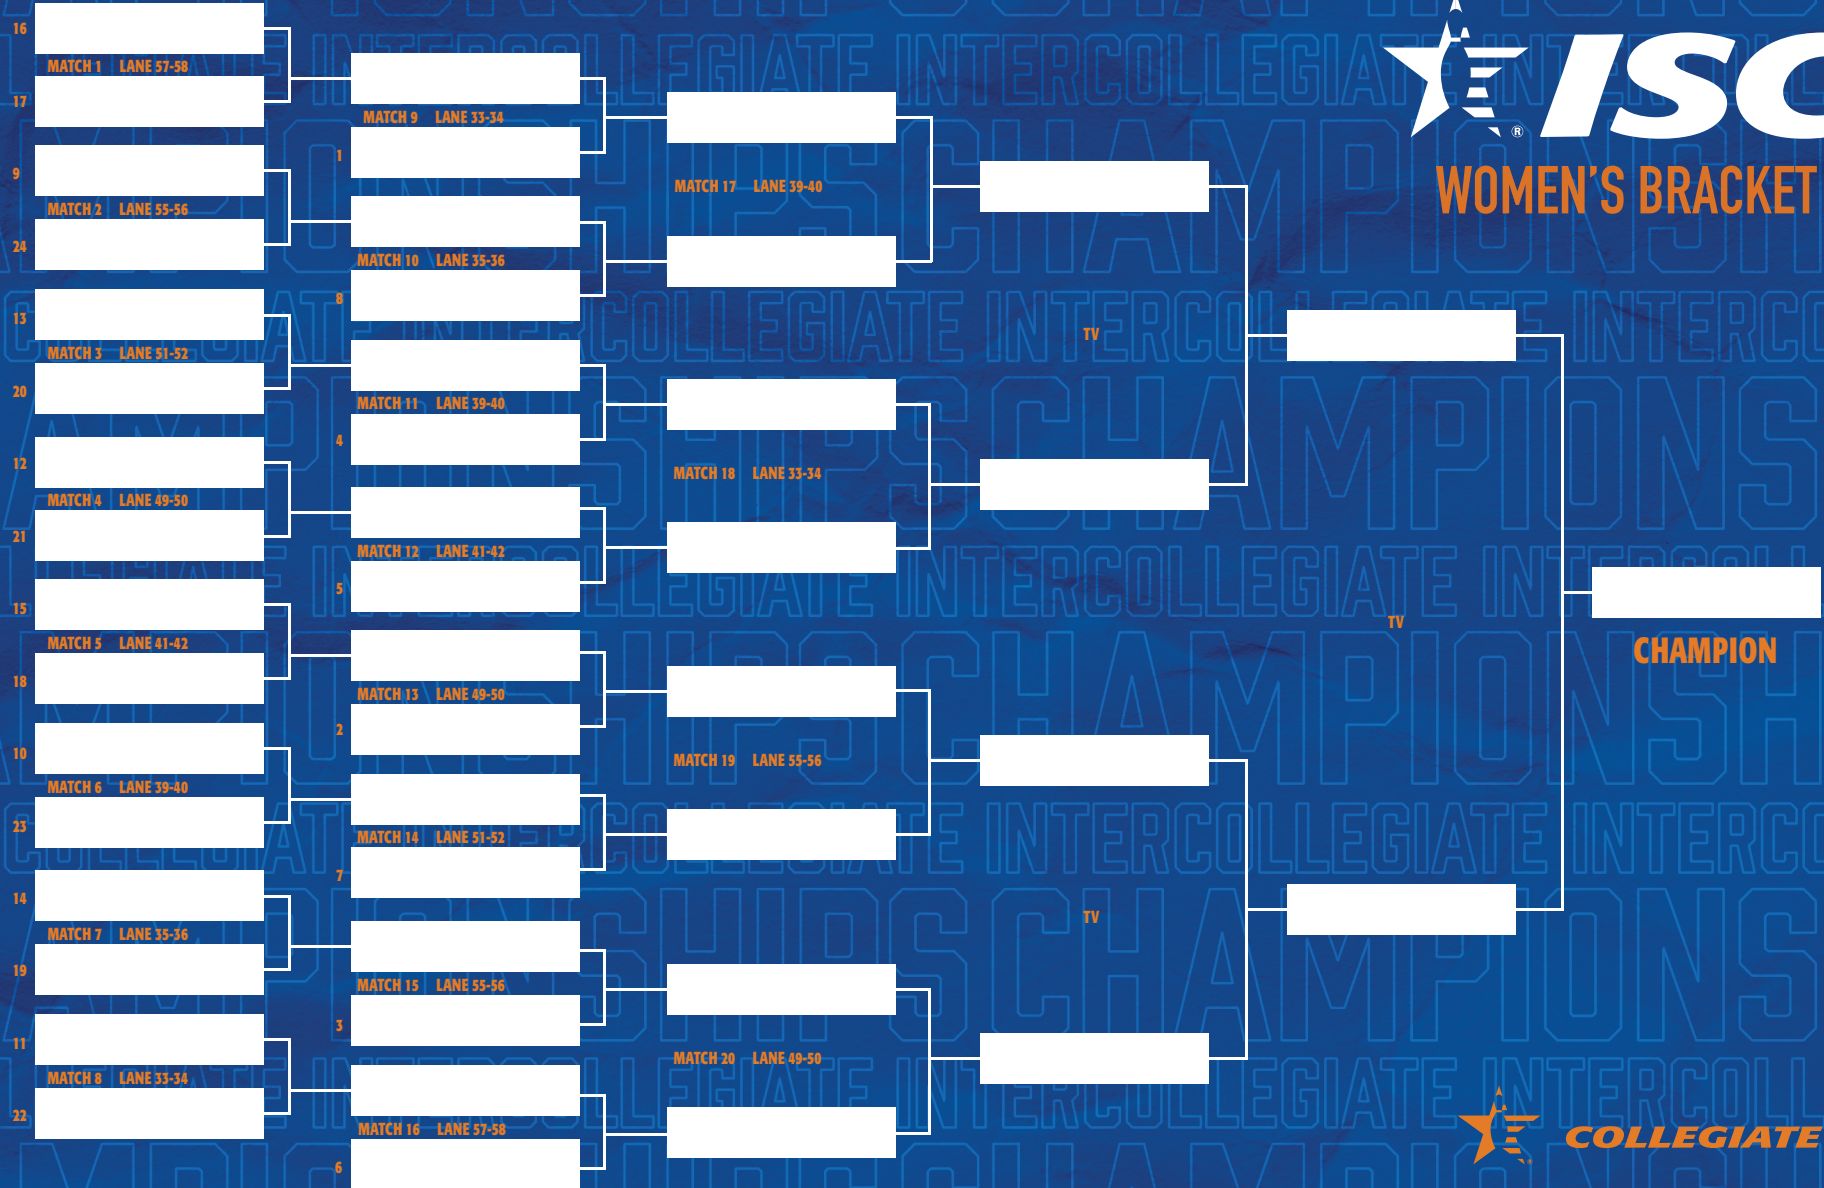 ISC
WOMEN'S BRACKET
16
MATCH 1 LANE 57-58
17
9
MATCH 2 LANE 55-56
24
13
MATCH 3 LANE 51-52
20
12
MATCH 4 LANE 49-50
21
15
MATCH 5 LANE 41-42
18
10
MATCH 6 LANE 39-40
23
14
MATCH 7 LANE 35-36
19
11
MATCH 8 LANE 33-34
22
MATCH 9 LANE 33-34
1
MATCH 10 LANE 35-36
8
MATCH 11 LANE 39-40
4
MATCH 12 LANE 41-42
5
MATCH 13 LANE 49-50
2
MATCH 14 LANE 51-52
7
MATCH 15 LANE 55-56
3
MATCH 16 LANE 57-58
6
MATCH 17 LANE 39-40
MATCH 18 LANE 33-34
MATCH 19 LANE 55-56
MATCH 20 LANE 49-50
TV
TV
TV
CHAMPION
COLLEGIATE
INTERCOLLEGIATE INTERCOLLEGIATE
CHAMPIONSHIPS CHAMPIONSHIPS